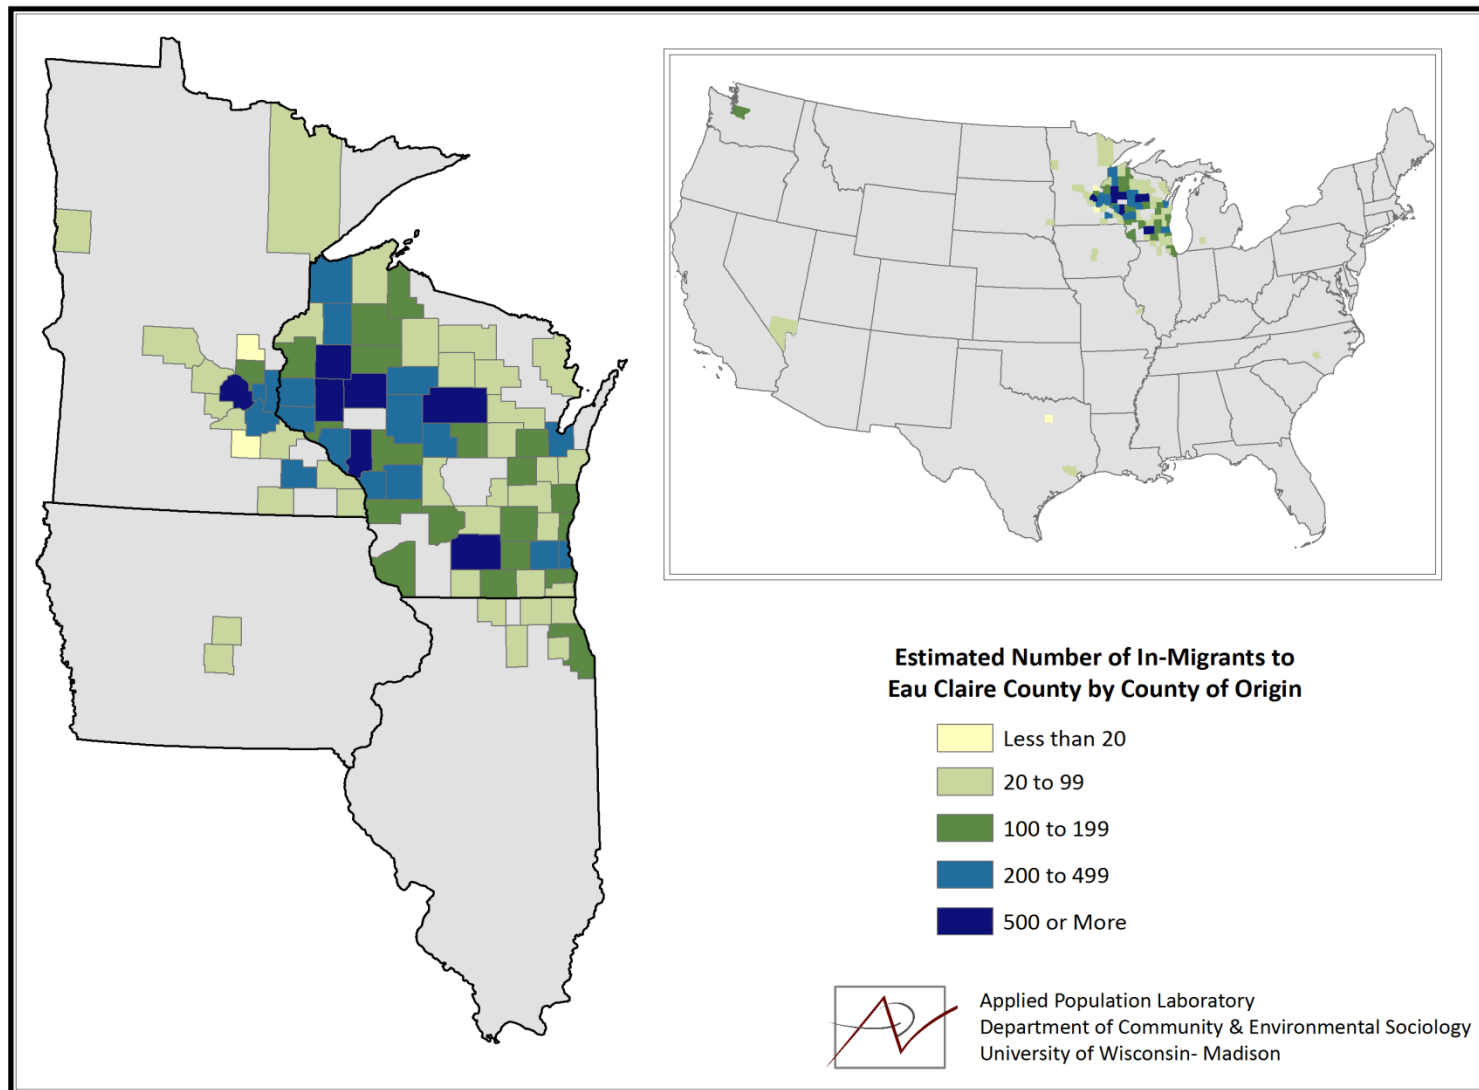 Estimated Number of In-Migrants to
Eau Claire County by County of Origin
Less than 20
20 to 99
100 to 199
200 to 499
500 or More
Applied Population Laboratory
Department of Community & Environmental Sociology
University of Wisconsin- Madison